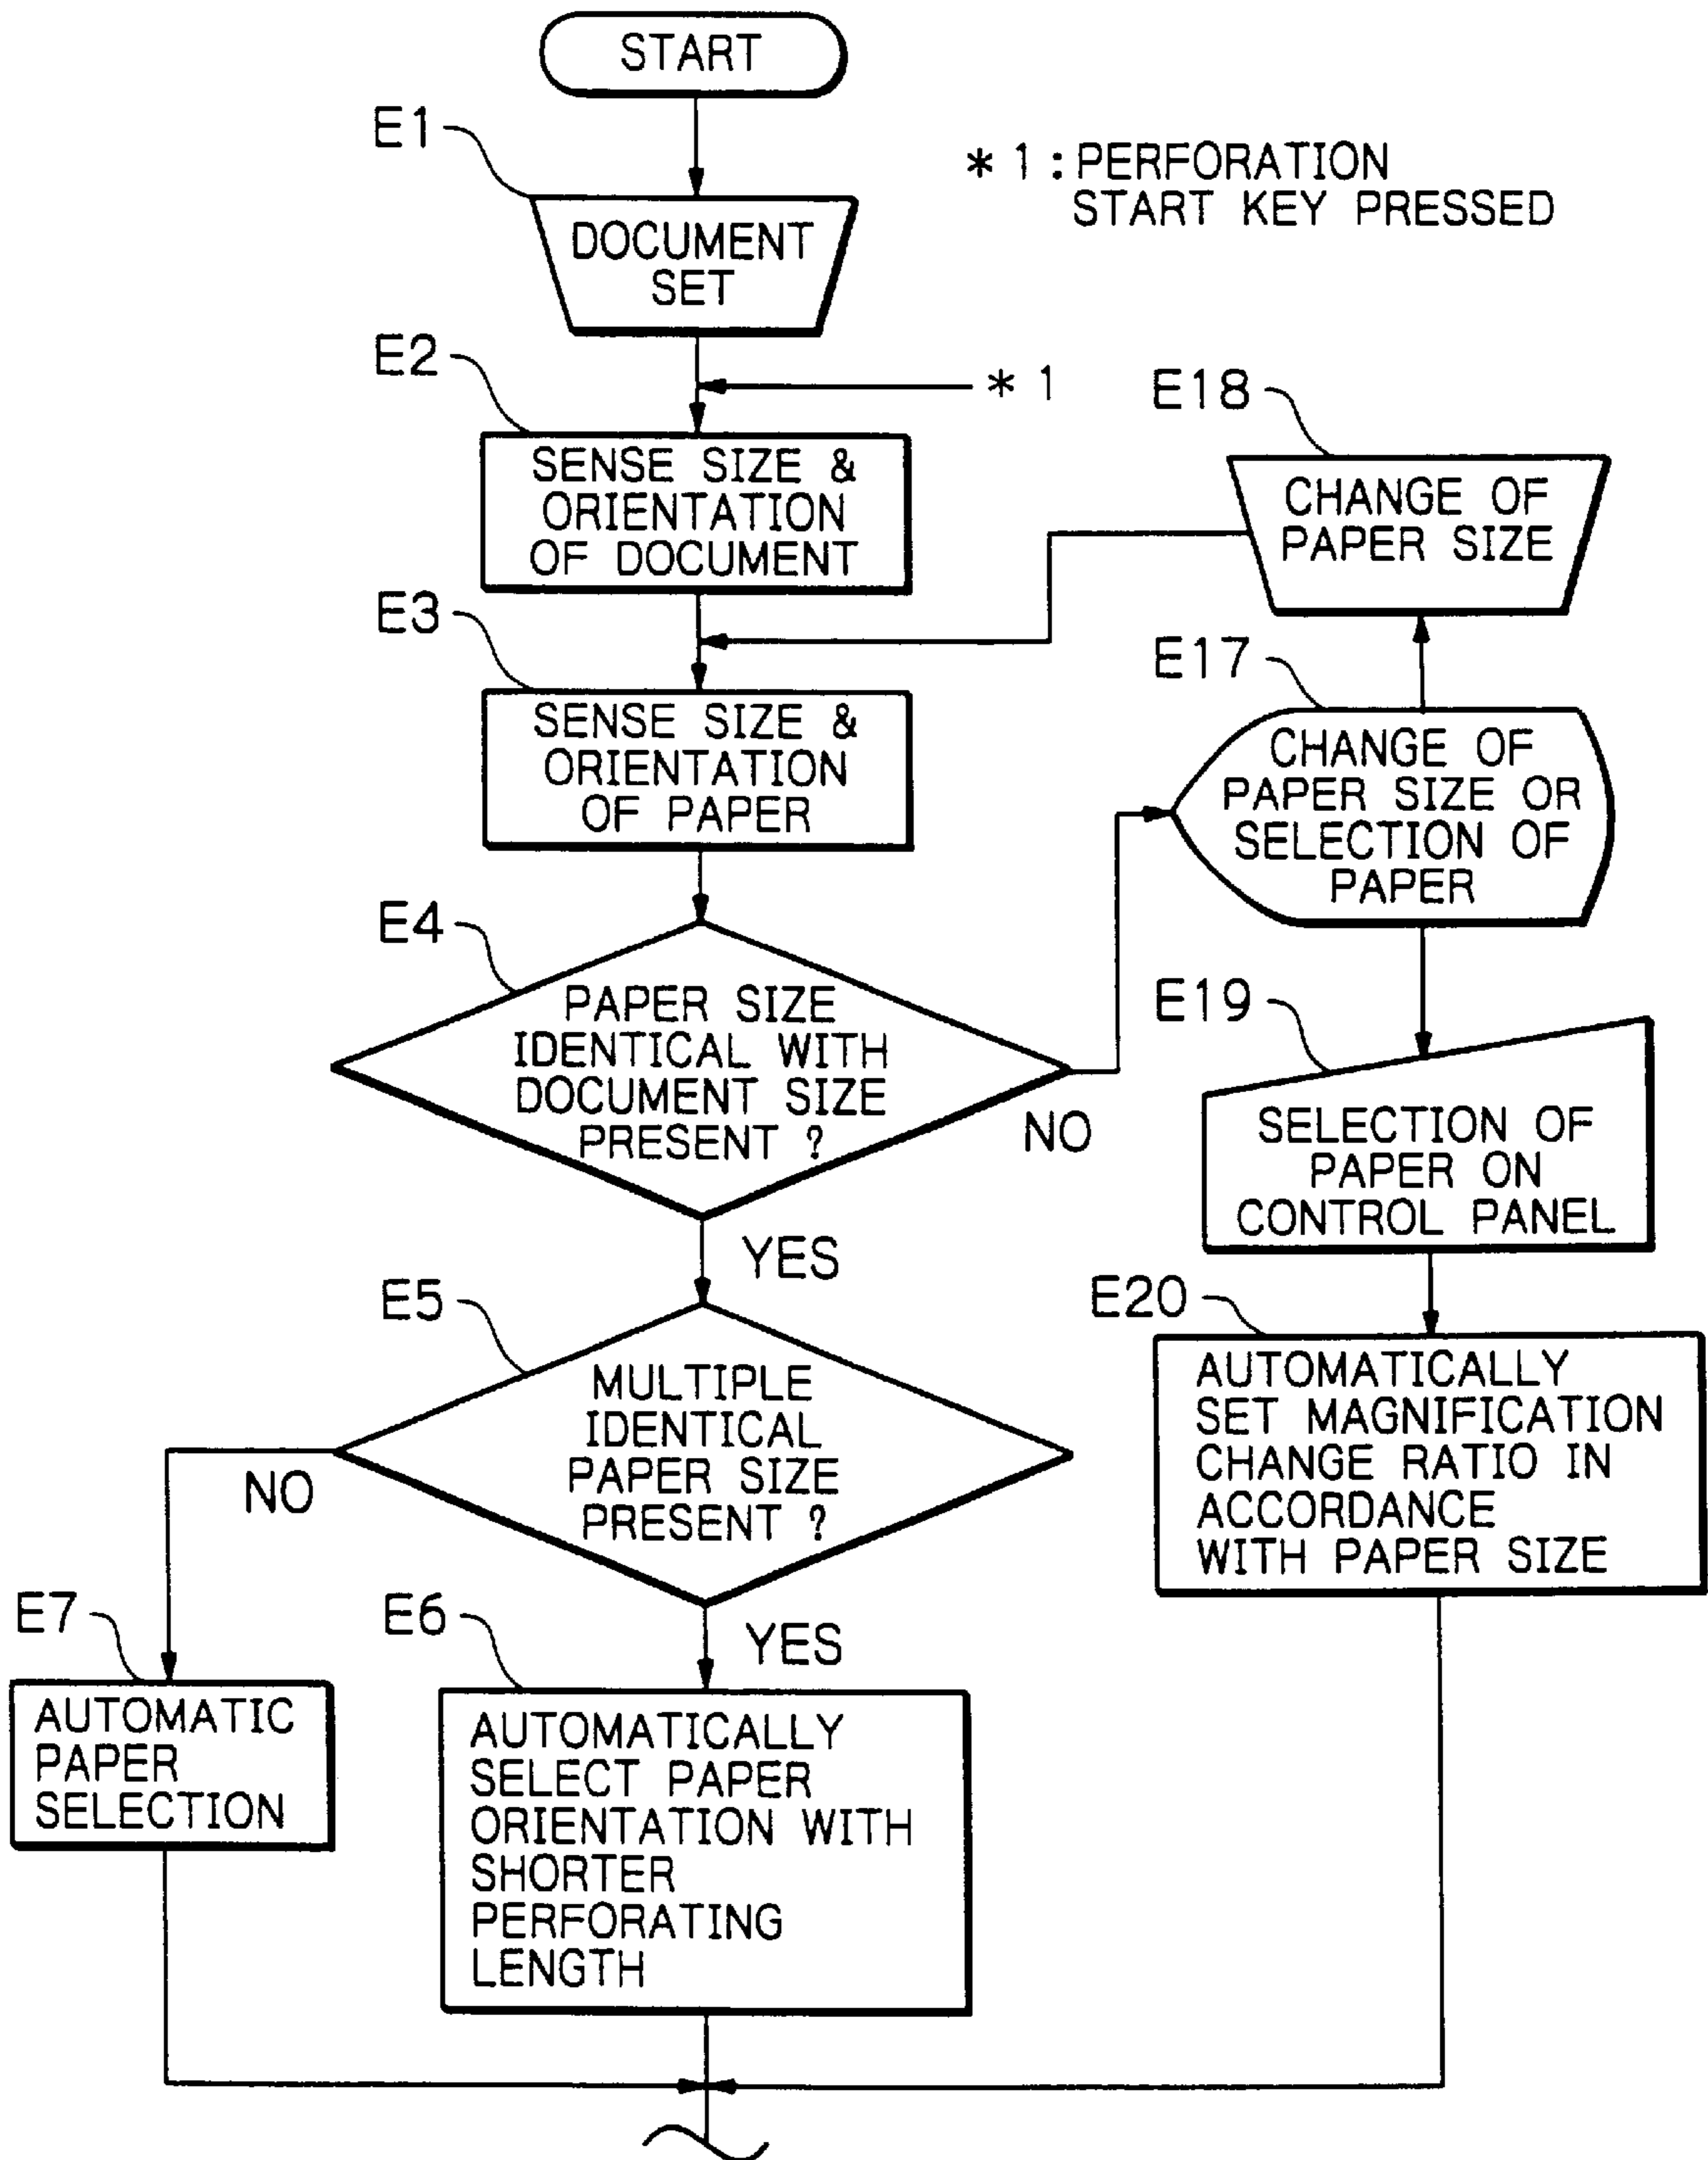 START
E1
* 1 : PERFORATION
START KEY PRESSED
DOCUMENT
SET
E2
* 1
E18
SENSE SIZE &
ORIENTATION
OF DOCUMENT
CHANGE OF
PAPER SIZE
E3
E17
SENSE SIZE &
ORIENTATION
OF PAPER
CHANGE OF
PAPER SIZE OR
SELECTION OF
PAPER
E4
E19
PAPER SIZE
IDENTICAL WITH
DOCUMENT SIZE
PRESENT ?
NO
SELECTION OF
PAPER ON
CONTROL PANEL
YES
E5
E20
MULTIPLE
IDENTICAL
PAPER SIZE
PRESENT ?
NO
AUTOMATICALLY
SET MAGNIFICATION
CHANGE RATIO IN
ACCORDANCE
WITH PAPER SIZE
E7
E6
YES
AUTOMATIC
PAPER
SELECTION
AUTOMATICALLY
SELECT PAPER
ORIENTATION WITH
SHORTER
PERFORATING
LENGTH